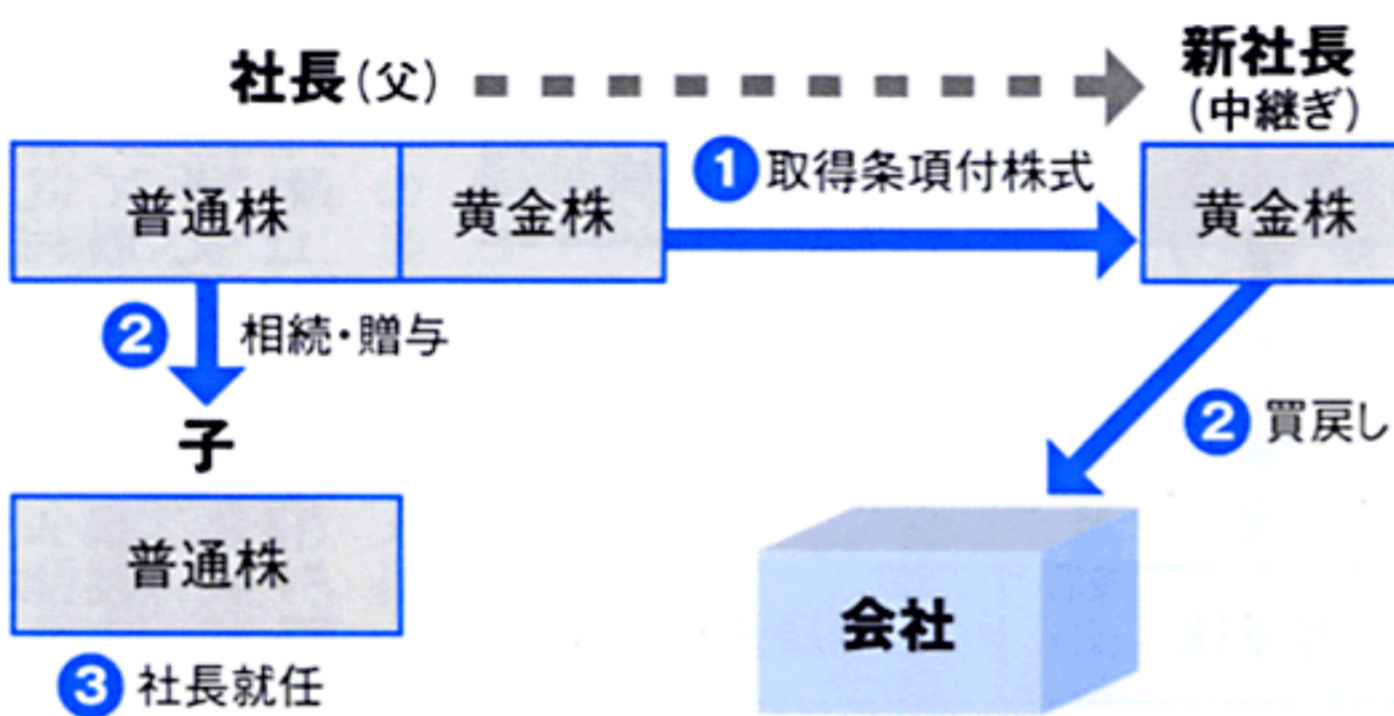 社長(父)
新社長
(中継ぎ)
普通株
黄金株
1 取得条項付株式
黄金株
2 相続・贈与
2 買戻し
子
普通株
会社
3 社長就任